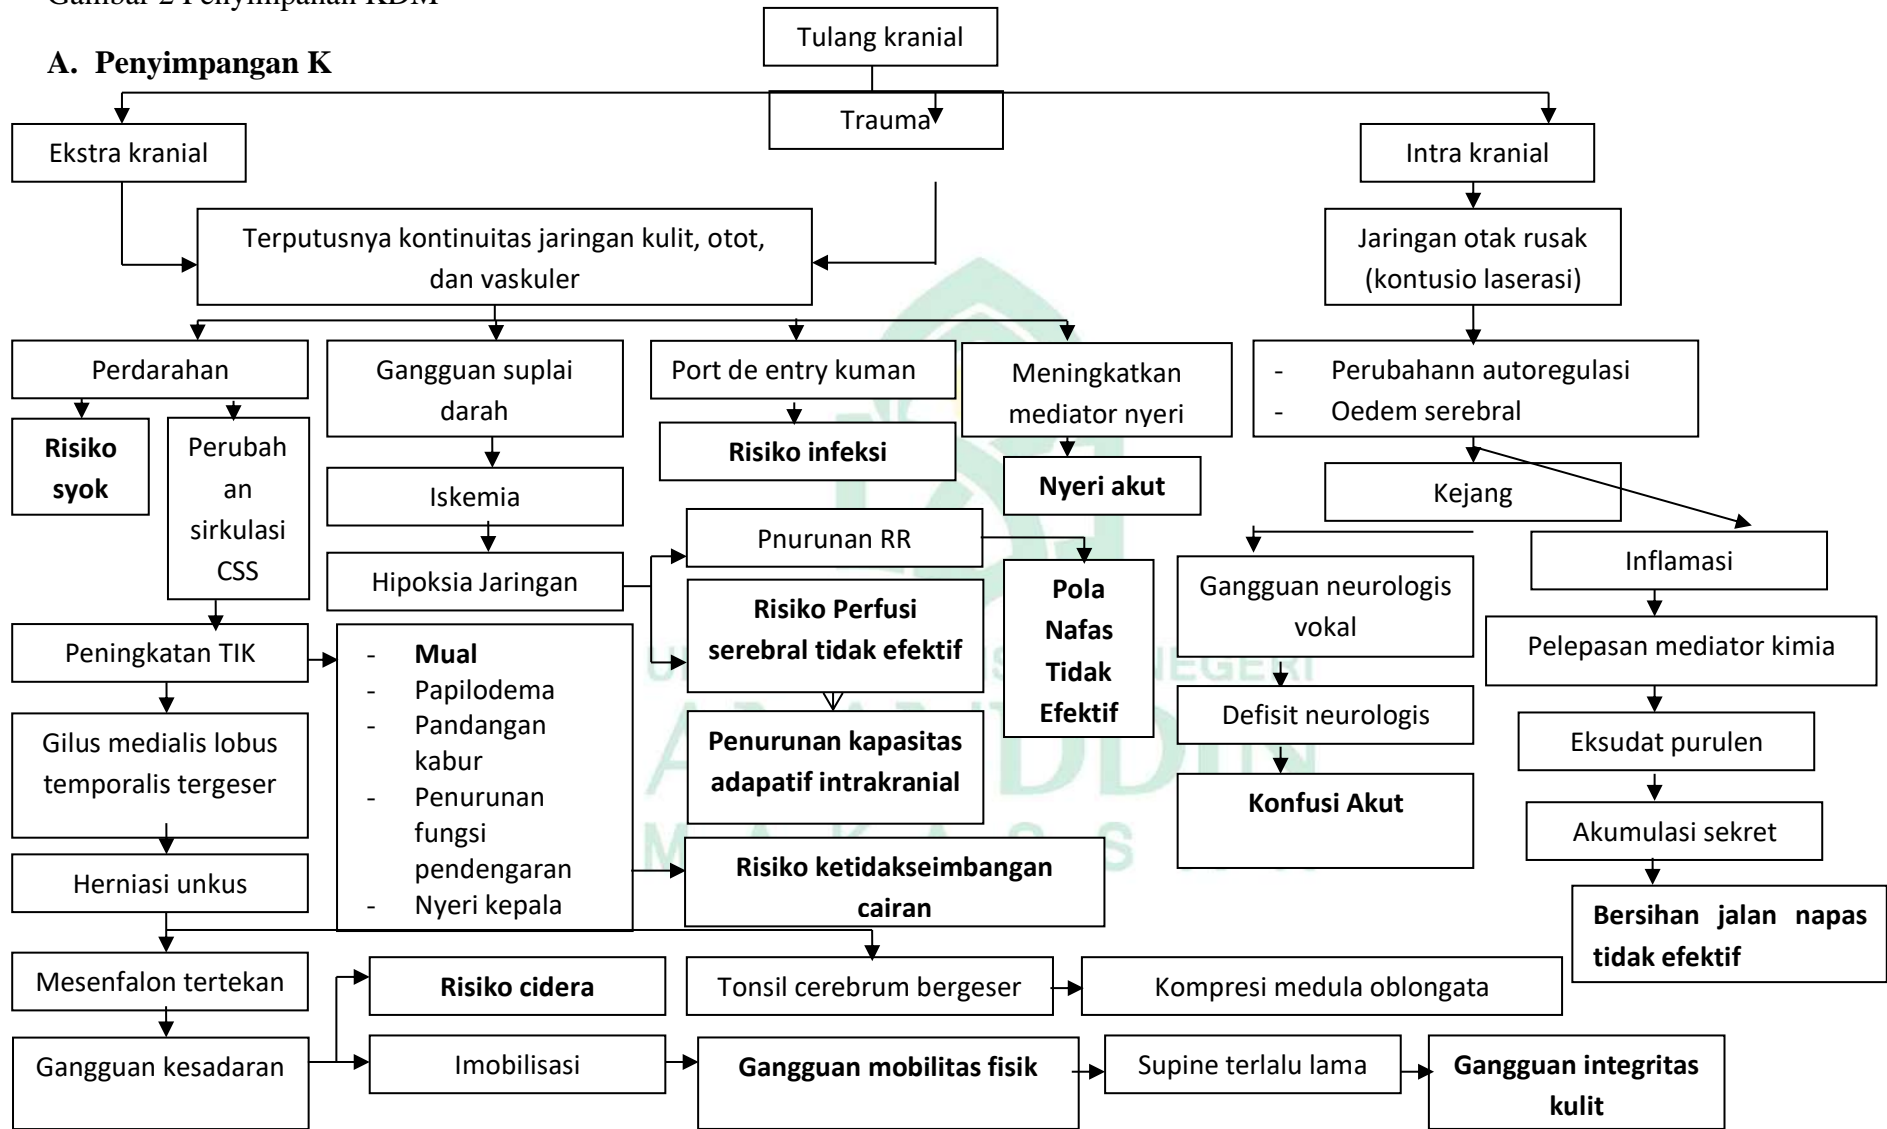 Gambar 2 Penyimpanan KDM
A. Penyimpangan K
Tulang kranial
Trauma
Ekstra kranial
Intra kranial
Terputusnya kontinuitas jaringan kulit, otot,
dan vaskuler
Jaringan otak rusak
(kontusio laserasi)
Perdarahan
Gangguan suplai
darah
Port de entry kuman
Meningkatkan
mediator nyeri
- Perubahann autoregulasi
- Oedem serebral
Risiko
syok
Perubah
an
sirkulasi
CSS
Risiko infeksi
Nyeri akut
Kejang
Iskemia
Pnurunan RR
Inflamasi
Hipoksia Jaringan
Risiko Perfusi
serebral tidak efektif
Pola
Nafas
Tidak
Efektif
Gangguan neurologis
vokal
Pelepasan mediator kimia
Peningkatan TIK
- Mual
- Papilodema
- Pandangan
kabur
- Penurunan
fungsi
pendengaran
- Nyeri kepala
Defisit neurologis
Eksudat purulen
Gilus medialis lobus
temporalis tergeser
Penurunan kapasitas
adapatif intrakranial
Konfusi Akut
Akumulasi sekret
Herniasi unkus
Risiko ketidakseimbangan
cairan
Bersihan jalan napas
tidak efektif
Mesenfalon tertekan
Risiko cidera
Tonsil cerebrum bergeser
Kompresi medula oblongata
Gangguan kesadaran
Imobilisasi
Gangguan mobilitas fisik
Supine terlalu lama
Gangguan integritas
kulit